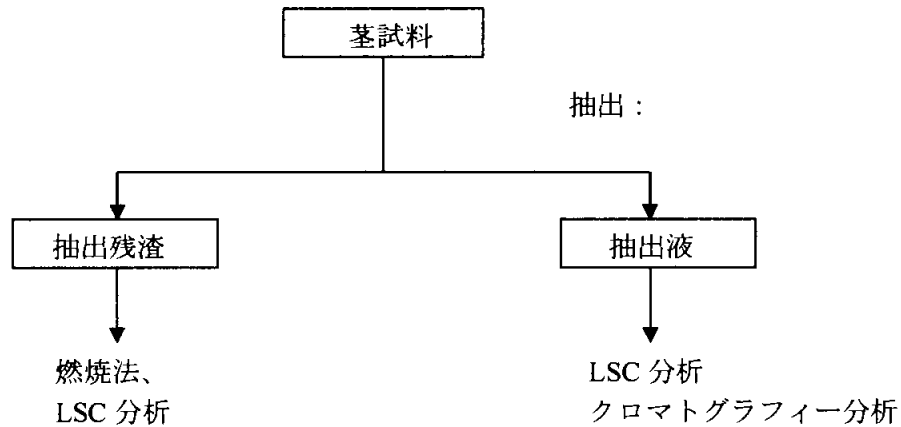 茎試料
抽出：
抽出残渣
抽出液
燃焼法、
LSC 分析
LSC 分析
クロマトグラフィー分析